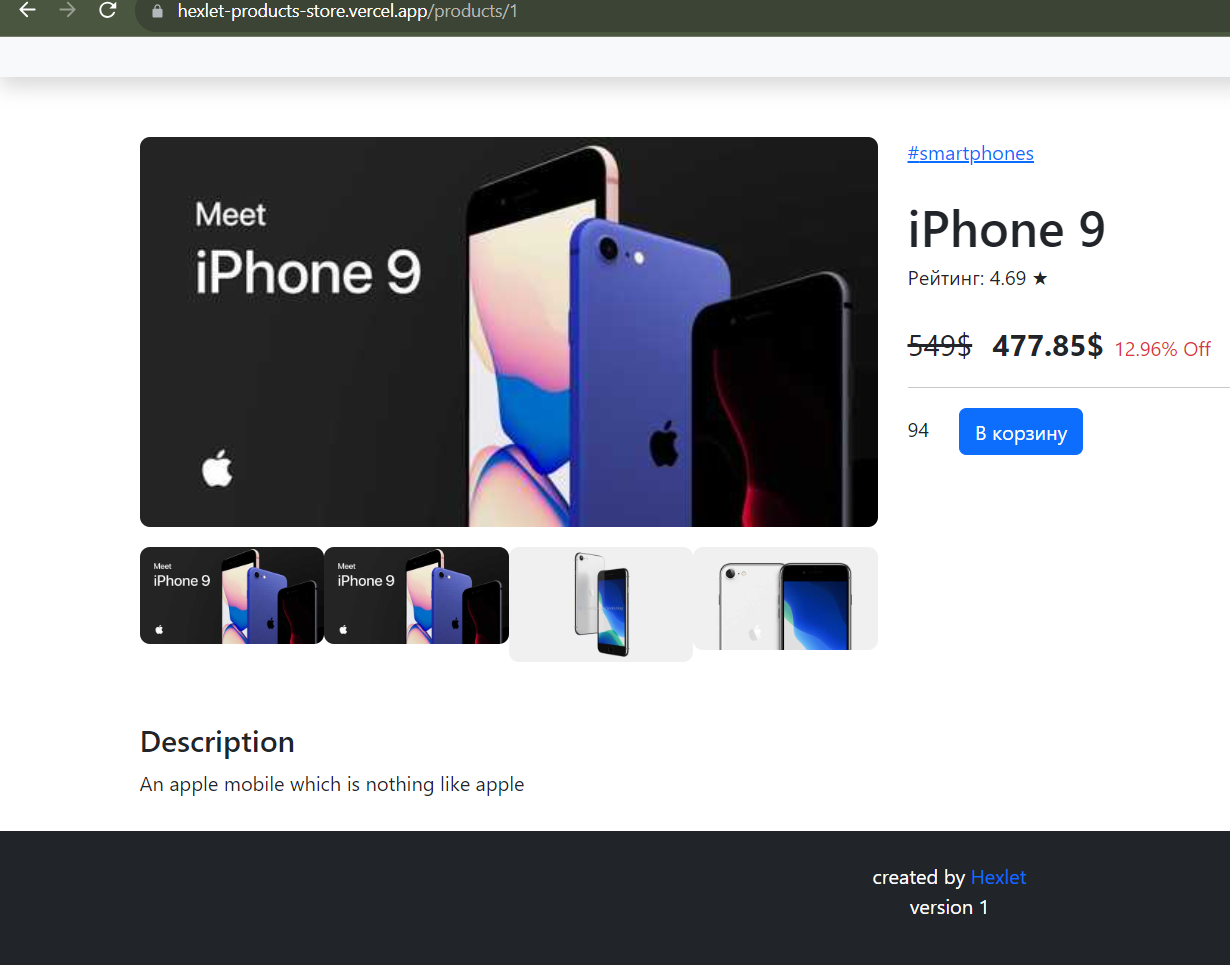 hexlet-products-store.vercel.app/products/1
Meet
iPhone 9
#smartphones
iPhone 9
Рейтинг: 4.69 ★
549$ 477.85$ 12.96% Off
94 В корзину
Meet
iPhone 9
Meet
iPhone 9
Description
An apple mobile which is nothing like apple
created by Hexlet
version 1